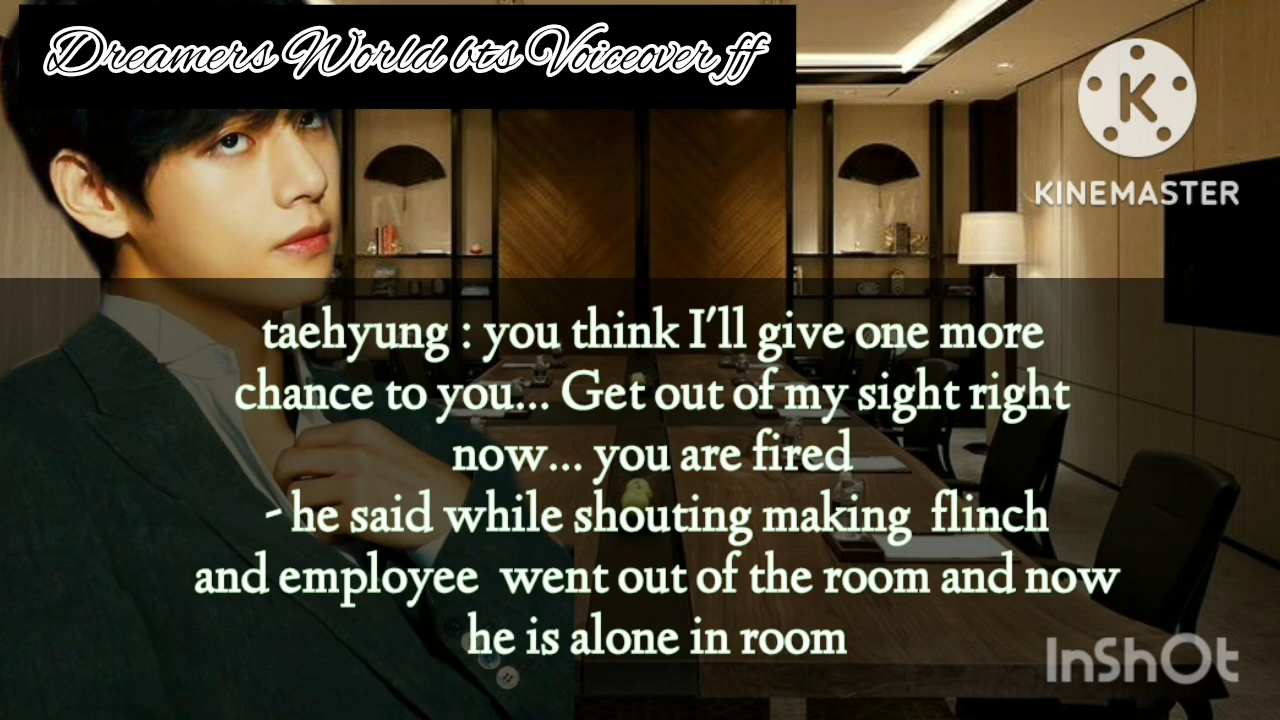 Dreamers World bts Voiceover ff
K
KINEMASTER
taehyung : you think I'll give one more
chance to you... Get out of my sight right
now... you are fired
- he said while shouting making flinch
and employee went out of the room and now
he is alone in room
InShOt